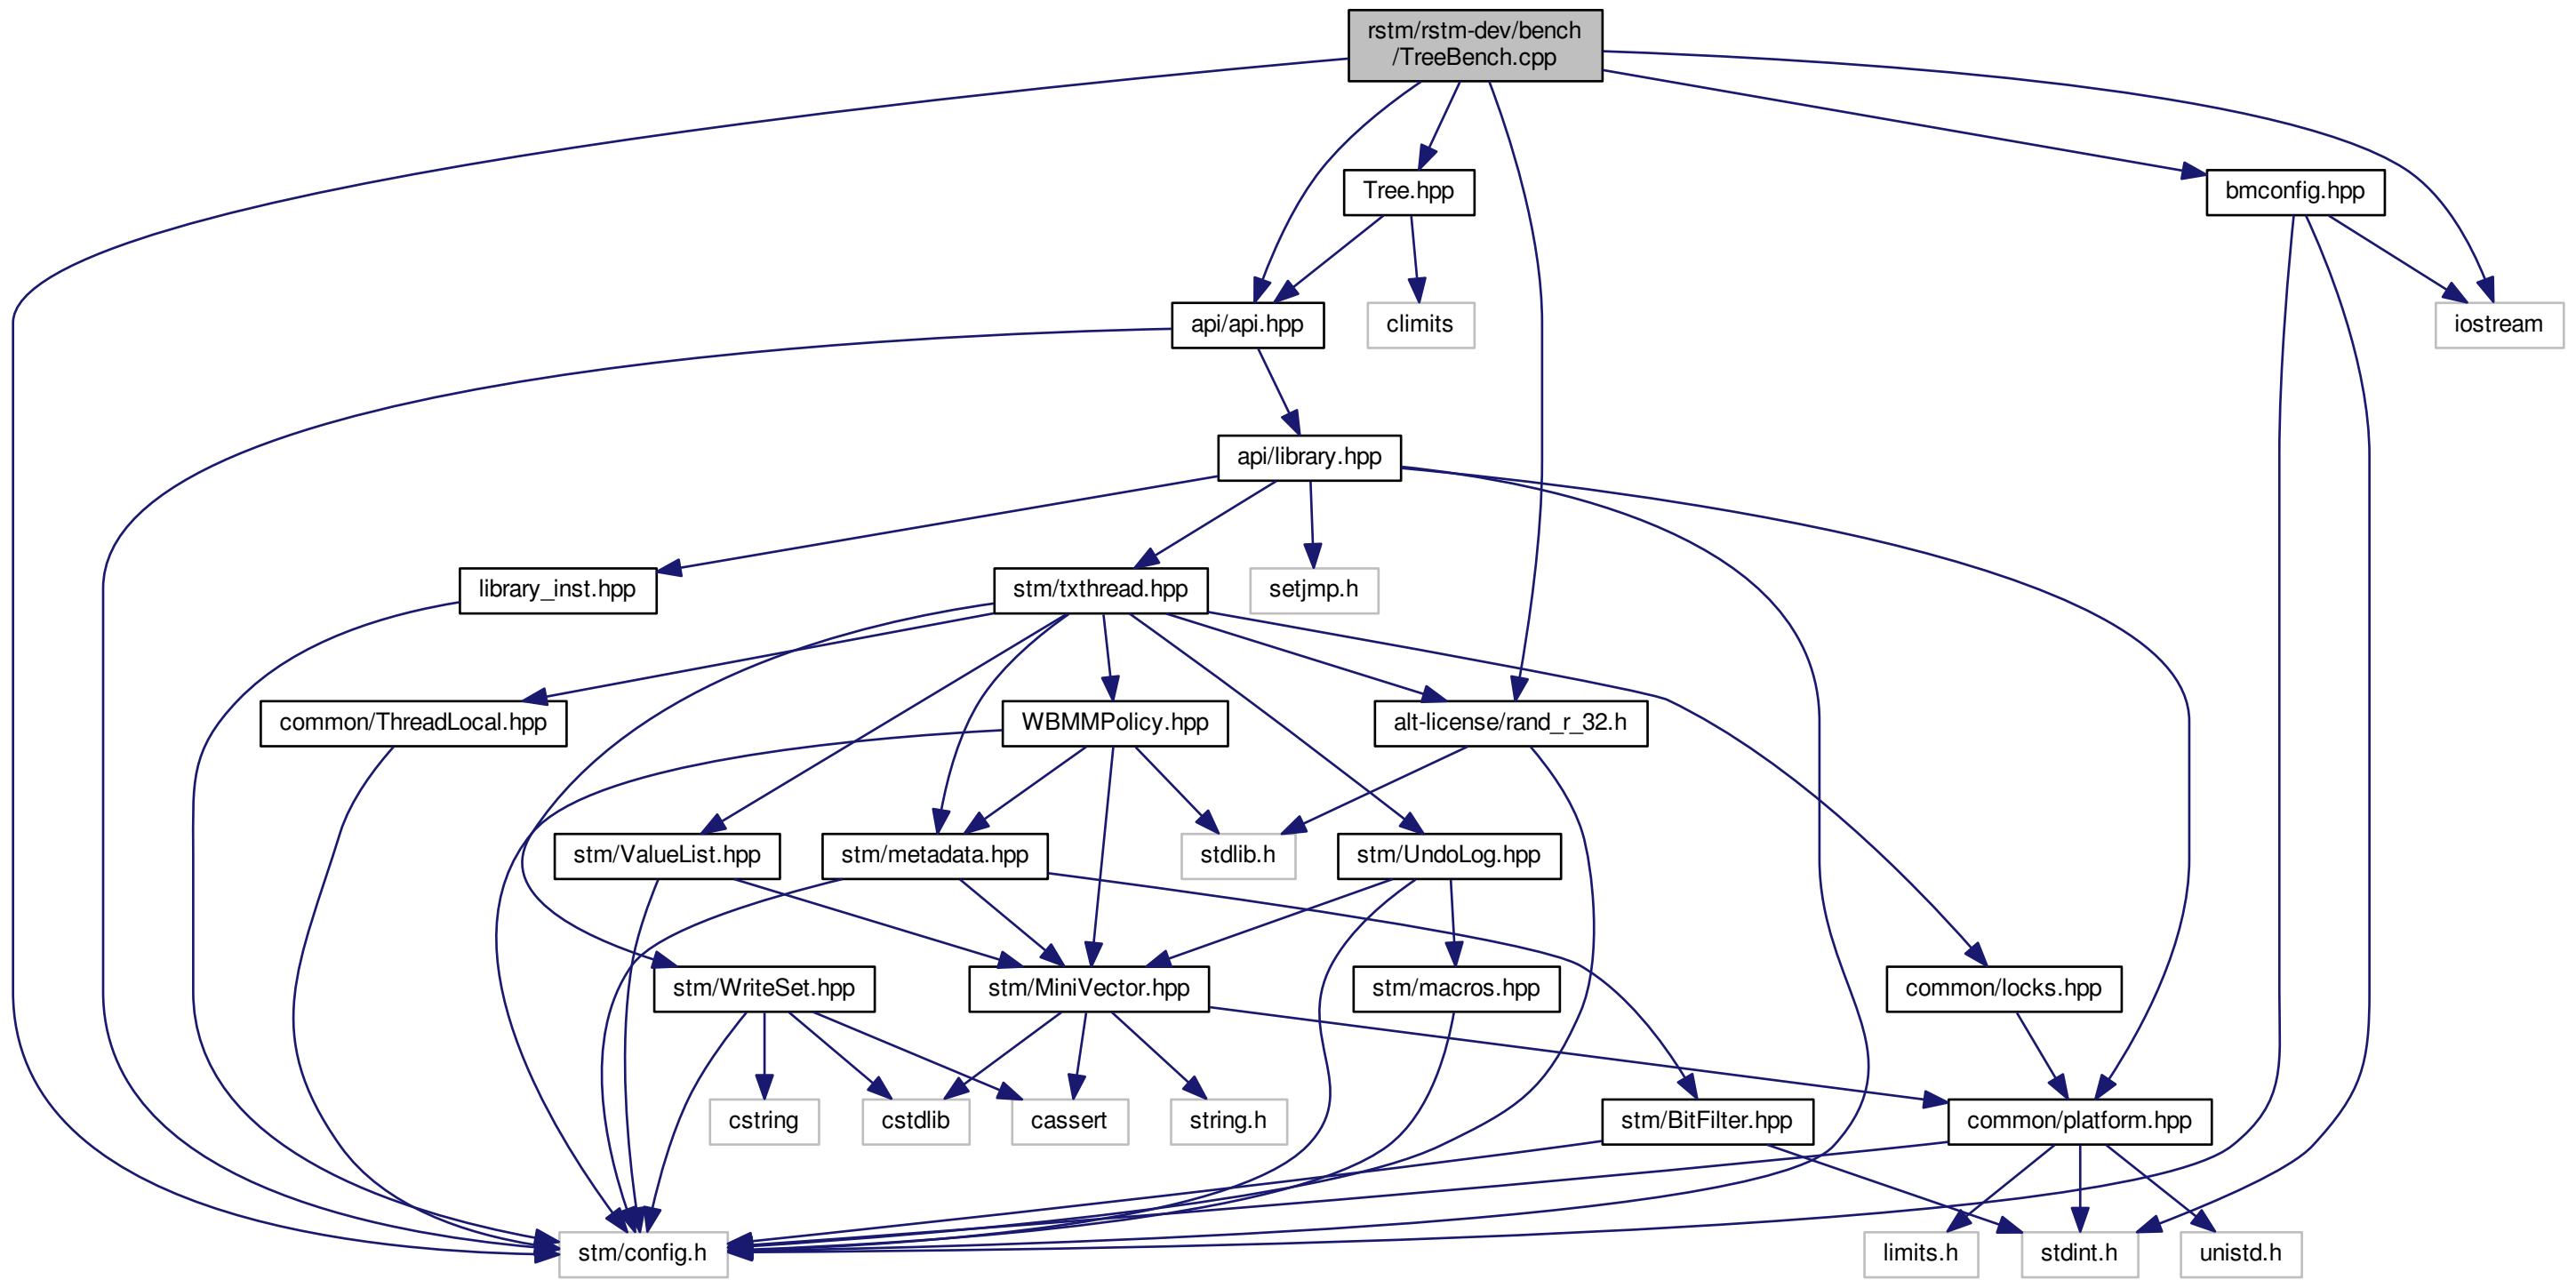 rstm/rstm-dev/bench
/TreeBench.cpp
Tree.hpp
bmconfig.hpp
api/api.hpp
climits
iostream
api/library.hpp
library_inst.hpp
stm/txthread.hpp
setjmp.h
common/ThreadLocal.hpp
WBMMPolicy.hpp
alt-license/rand_r_32.h
stm/ValueList.hpp
stm/metadata.hpp
stdlib.h
stm/UndoLog.hpp
stm/WriteSet.hpp
stm/MiniVector.hpp
stm/macros.hpp
common/locks.hpp
cstring
cstdlib
cassert
string.h
stm/BitFilter.hpp
common/platform.hpp
stm/config.h
limits.h
stdint.h
unistd.h